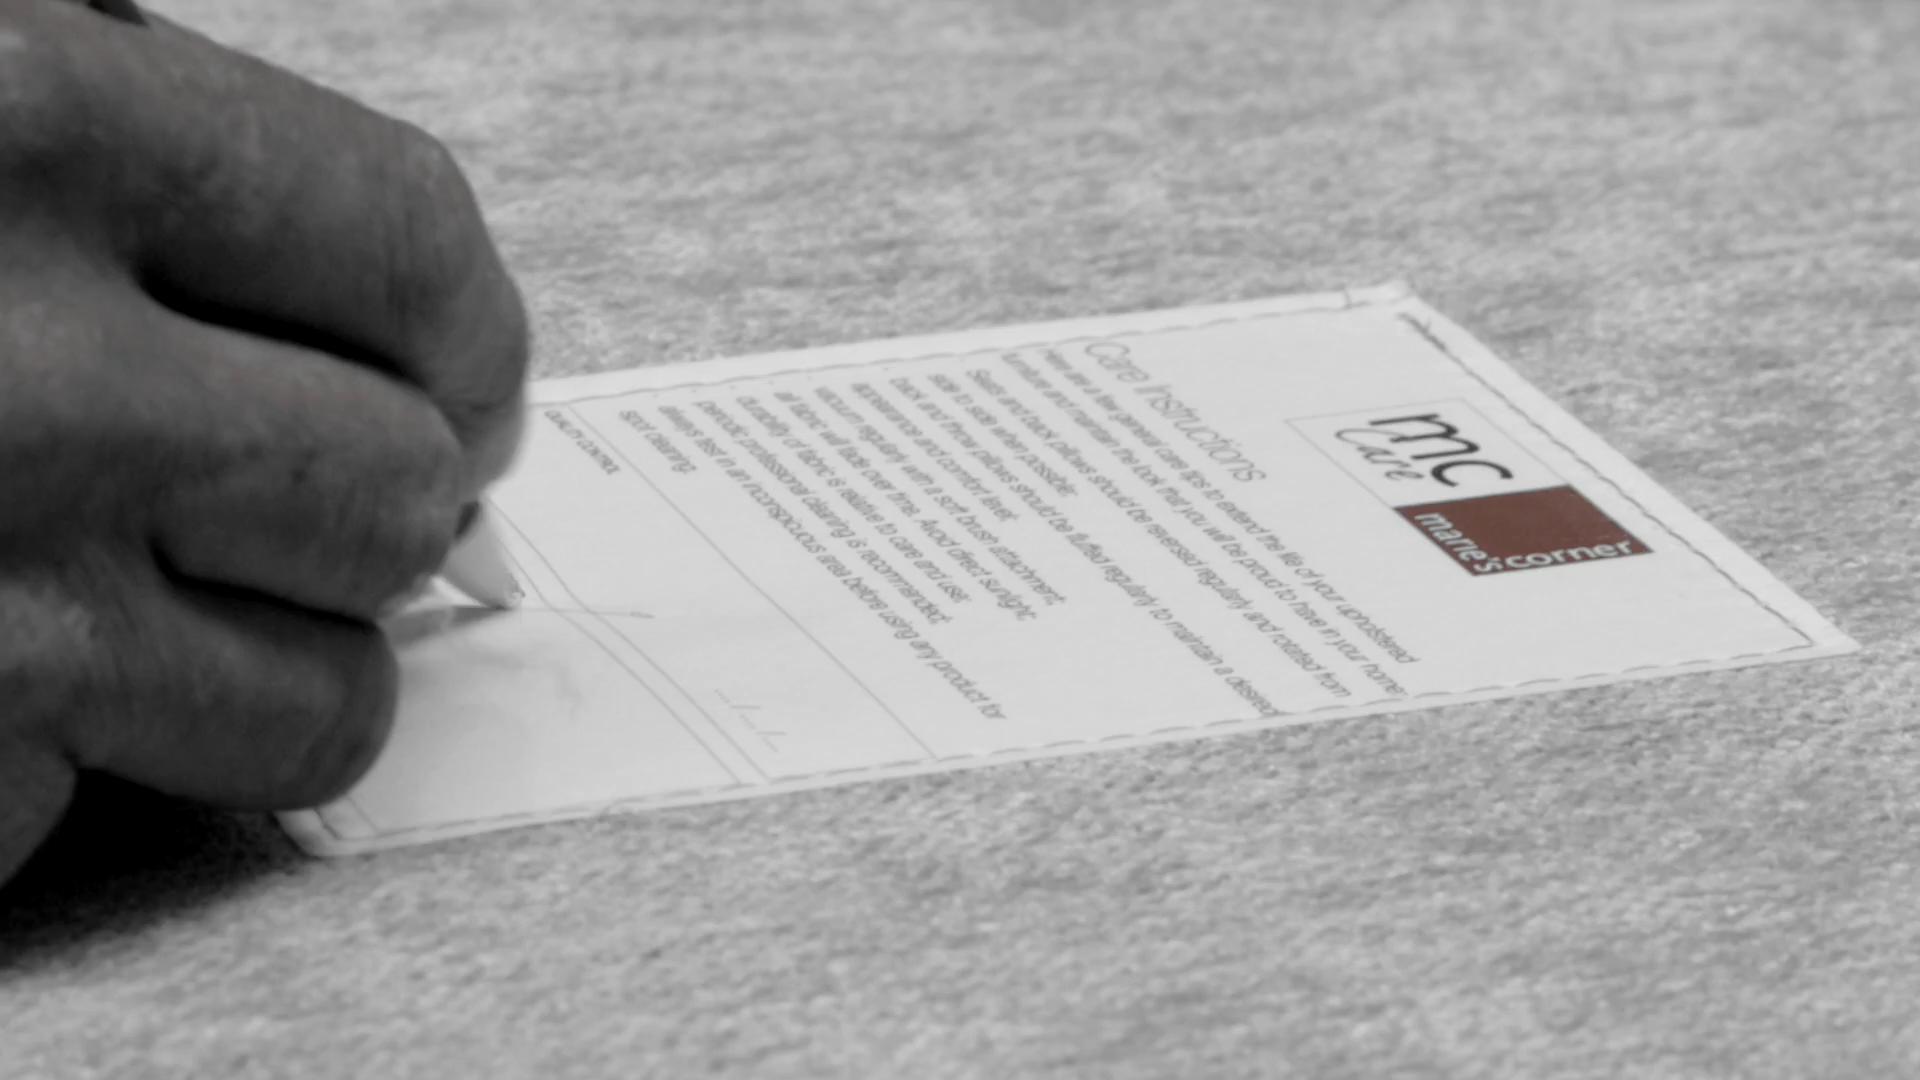 mc
Care
marie's corner
Care Instructions
Here are a few general care tips to extend the life of your upholstered
furniture and maintain the look that you will be proud to have in your home.
Seats and back pillows should be reversed regularly and rotated from
side to side when possible;
back and throw pillows should be fluffed regularly to maintain a desired
appearance and comfort level;
vacuum regularly with a soft brush attachment;
all fabric will fade over time. Avoid direct sunlight;
durability of fabric is relative to care and use;
periodic professional cleaning is recommended;
always test in an inconspicuous area before using any product for
spot cleaning.
QUALITY CONTROL